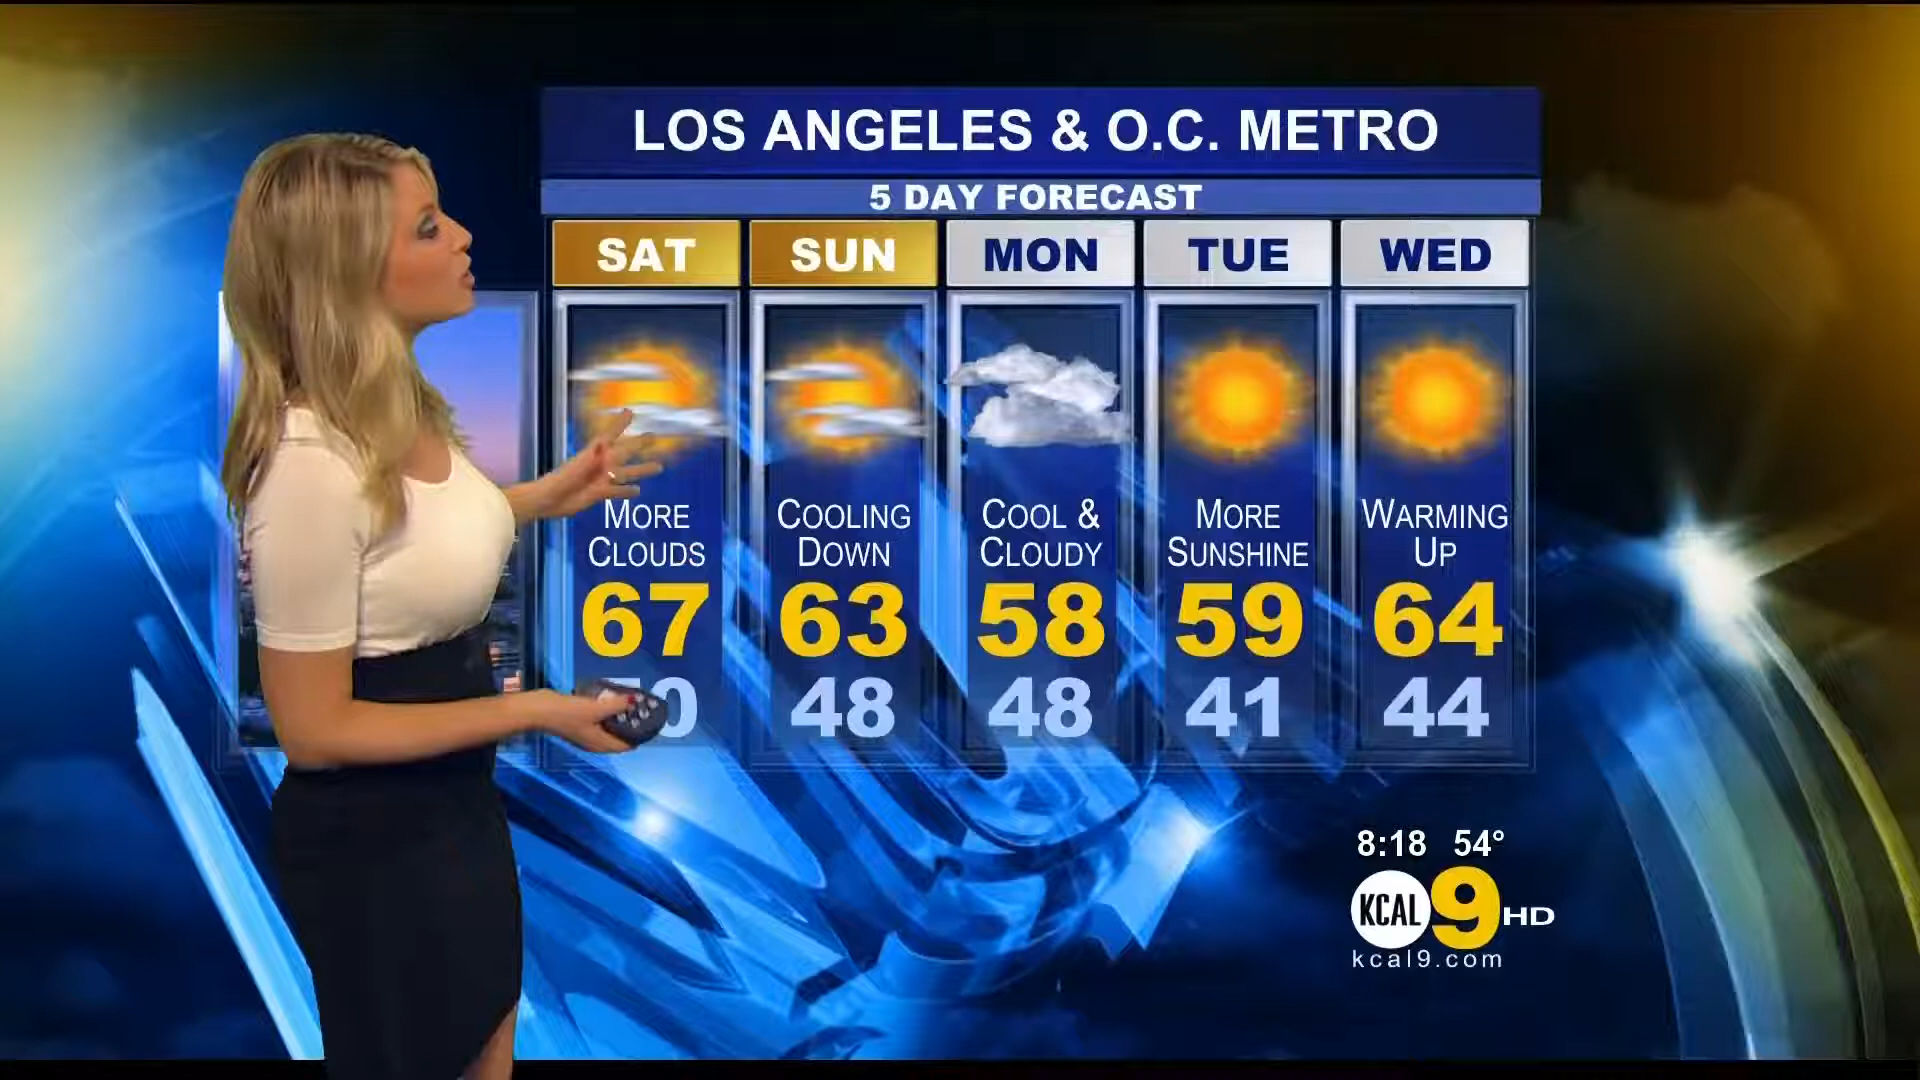 LOS ANGELES & O.C. METRO
5 DAY FORECAST
SAT SUN MON TUE WED
MORE CLOUDS
COOLING DOWN
COOL & CLOUDY
MORE SUNSHINE
WARMING UP
67 63 58 59 64
48 48 41 44
8:18 54°
KCAL 9 HD
kcal9.com